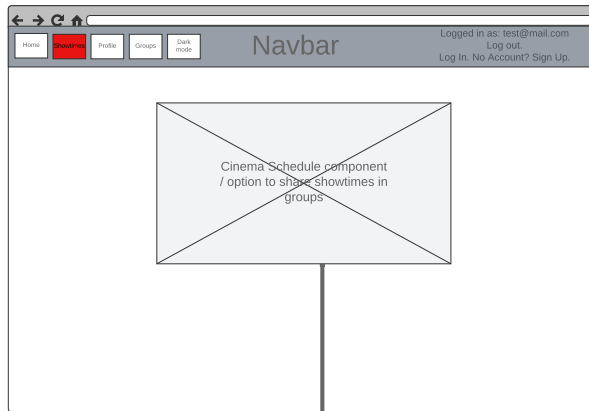 Home
Showtimes
Profile
Groups
Dark
mode
Navbar
Logged in as: test@mail.com
Log out.
Log In. No Account? Sign Up.
Cinema Schedule component
/ option to share showtimes in
groups